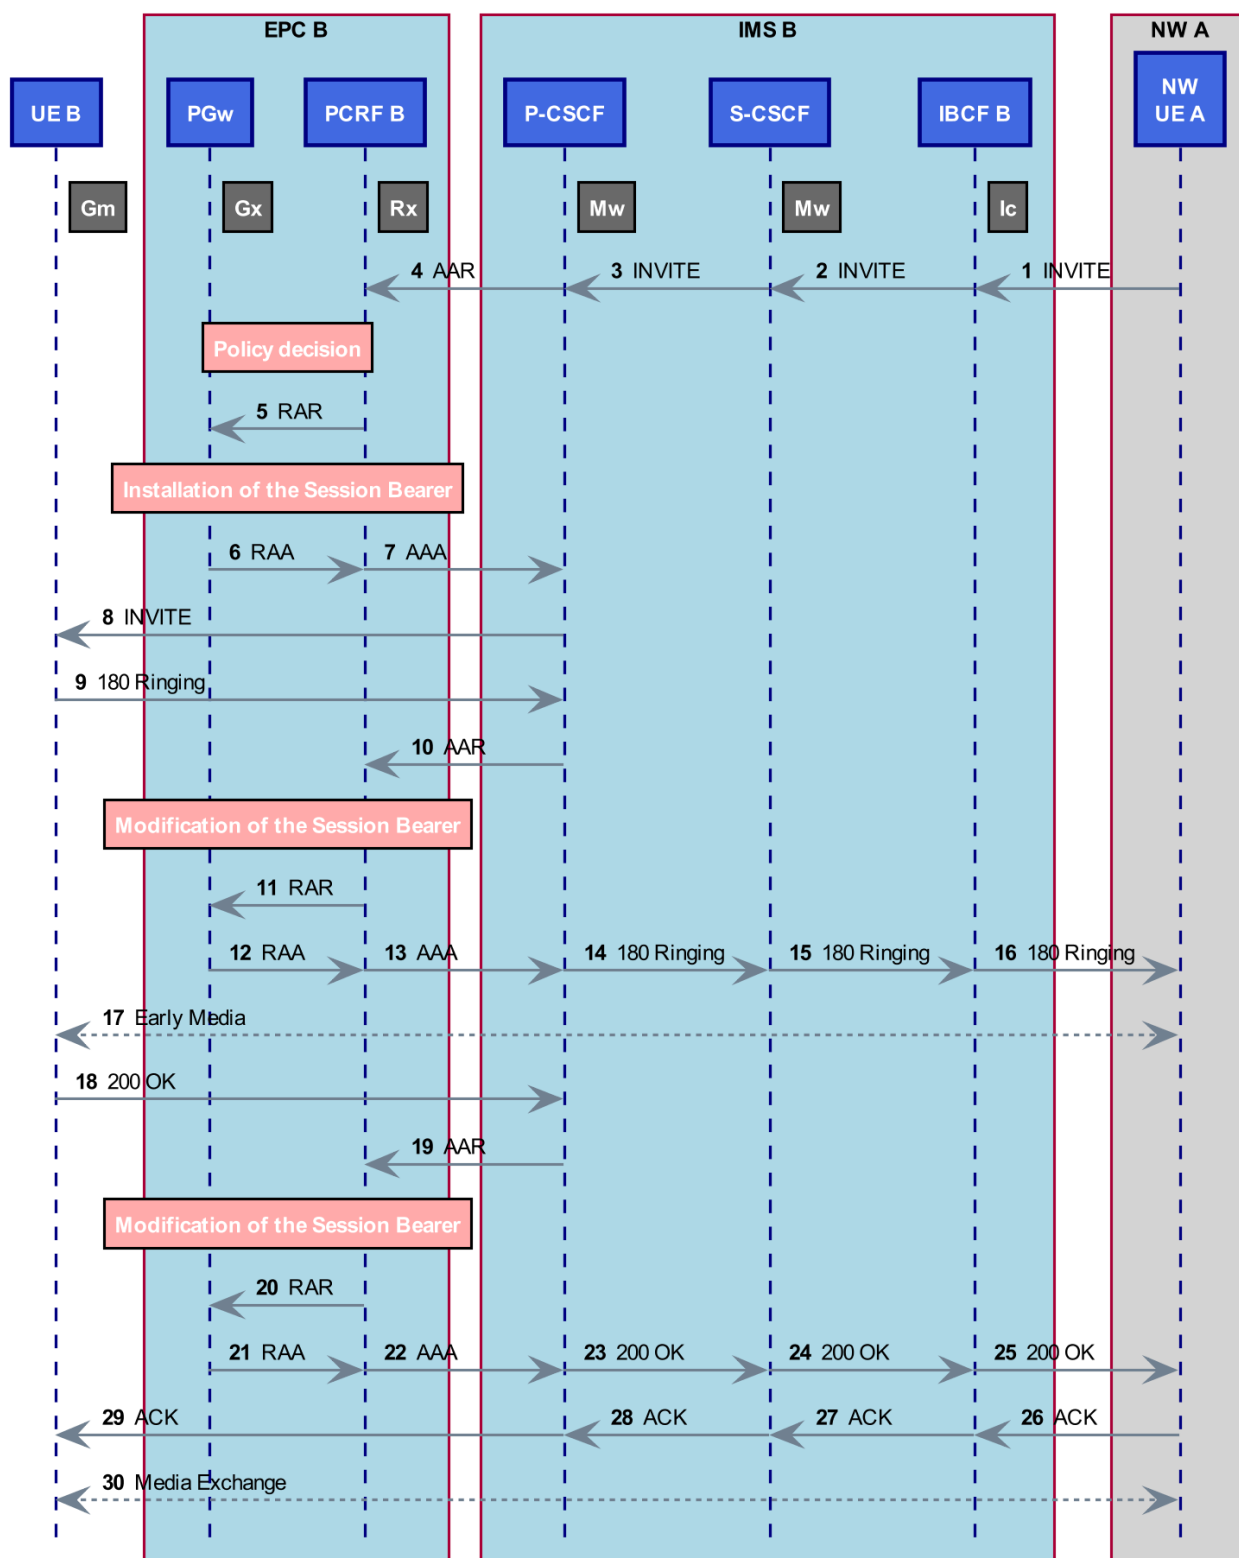 EPC B
IMS B
NW A
UE B
PGw
PCRF B
P-CSCF
S-CSCF
IBCF B
NW
UE A
Gm
Gx
Rx
Mw
Mw
Ic
4 AAR
3 INVITE
2 INVITE
1 INVITE
Policy decision
5 RAR
Installation of the Session Bearer
6 RAA
7 AAA
8 INVITE
9 180 Ringing
10 AAR
Modification of the Session Bearer
11 RAR
12 RAA
13 AAA
14 180 Ringing
15 180 Ringing
16 180 Ringing
17 Early Media
18 200 OK
19 AAR
Modification of the Session Bearer
20 RAR
21 RAA
22 AAA
23 200 OK
24 200 OK
25 200 OK
29 ACK
28 ACK
27 ACK
26 ACK
30 Media Exchange